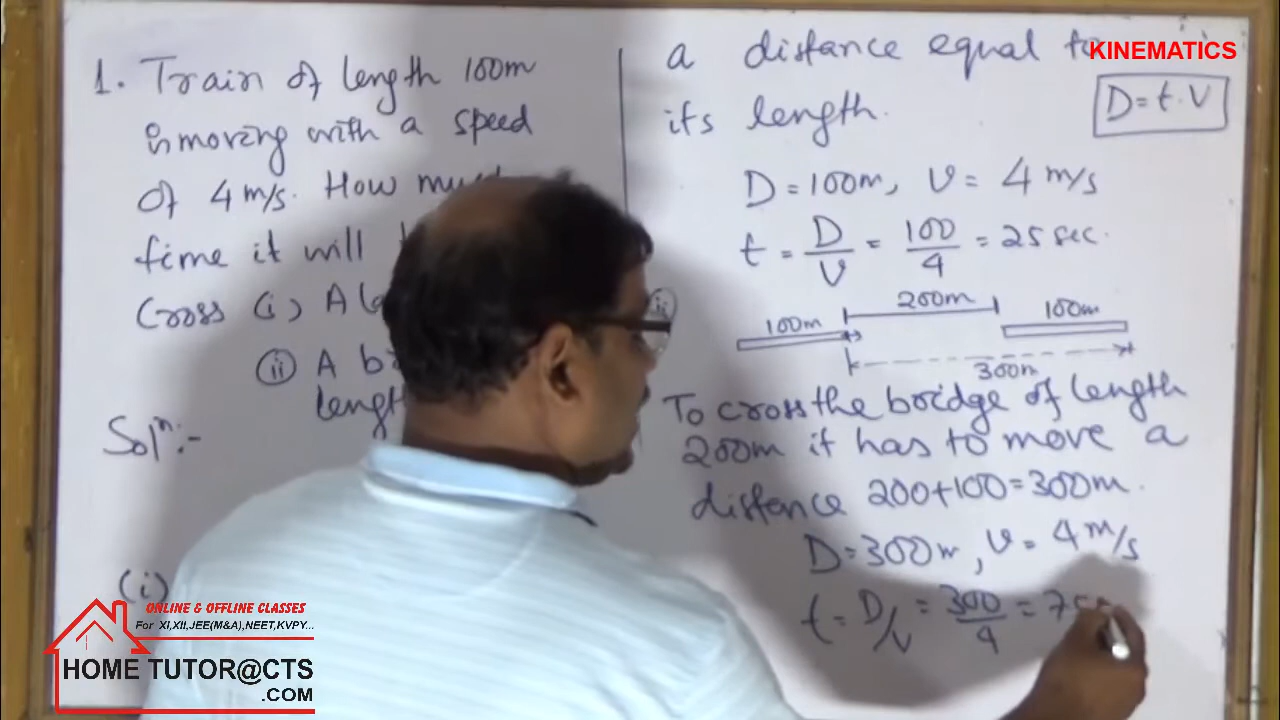 1. Train of length 100m
is moving with a speed
of 4 m/s. How much
time it will
Cross (i) A
(ii) A
length
Solⁿ:-
(i)
a distance equal to
its length.
KINEMATICS
D = t.V
D = 100m, v = 4 m/s
t = D/V = 100/4 = 25 sec.
(ii)
100m 200m 100m
300m
To cross the bridge of length
200m it has to move a
distance 200+100=300m.
D = 300m, v = 4 m/s
t = D/V = 300/4 = 75
ONLINE & OFFLINE CLASSES
For XI,XII,JEE(M&A),NEET,KVPY...
HOME TUTOR@CTS
.COM